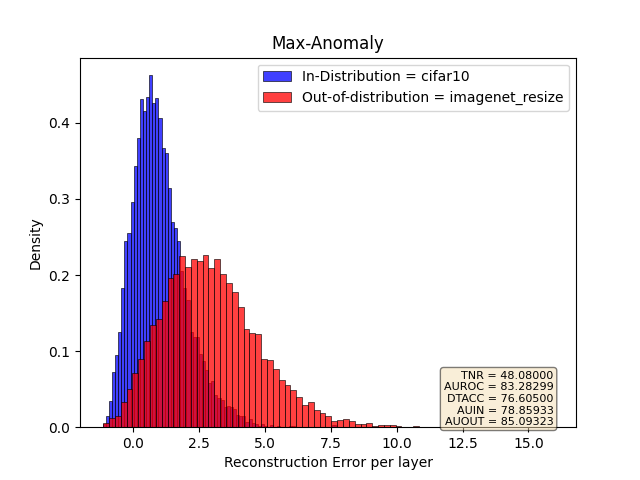 Max-Anomaly
In-Distribution = cifar10
Out-of-distribution = imagenet_resize
Density
0.4
0.3
0.2
0.1
0.0
TNR = 48.08000
AUROC = 83.28299
DTACC = 76.60500
AUIN = 78.85933
AUOUT = 85.09323
0.0 2.5 5.0 7.5 10.0 12.5 15.0
Reconstruction Error per layer